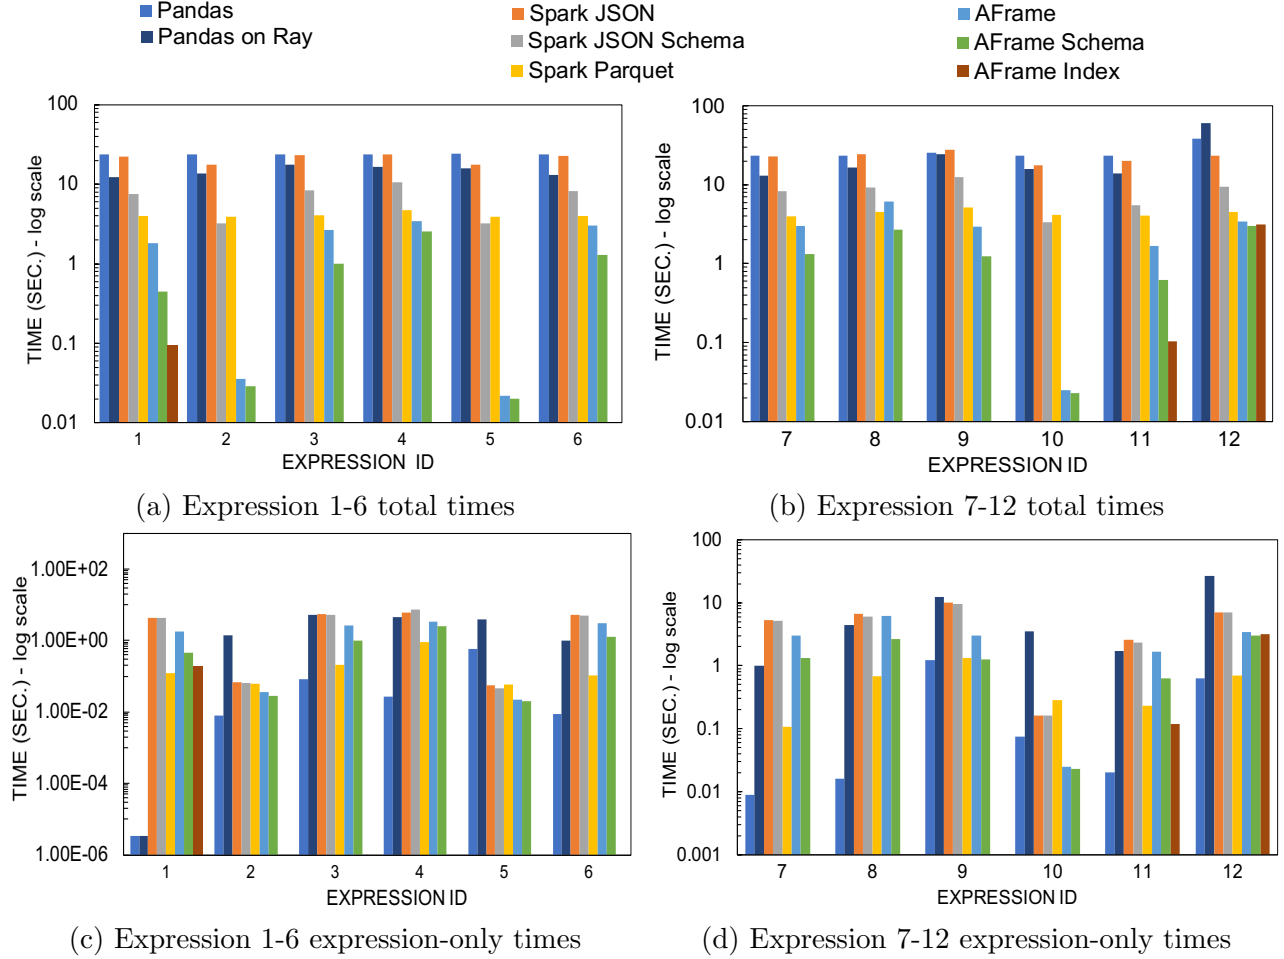 Pandas
Pandas on Ray
Spark JSON
Spark JSON Schema
Spark Parquet
AFrame
AFrame Schema
AFrame Index
TIME (SEC.) - log scale
100
10
1
0.1
0.01
1 2 3 4 5 6
EXPRESSION ID
(a) Expression 1-6 total times
TIME (SEC.) - log scale
100
10
1
0.1
0.01
7 8 9 10 11 12
EXPRESSION ID
(b) Expression 7-12 total times
TIME (SEC.) - log scale
1.00E+02
1.00E+00
1.00E-02
1.00E-04
1.00E-06
1 2 3 4 5 6
EXPRESSION ID
(c) Expression 1-6 expression-only times
TIME (SEC.) - log scale
100
10
1
0.1
0.01
0.001
7 8 9 10 11 12
EXPRESSION ID
(d) Expression 7-12 expression-only times